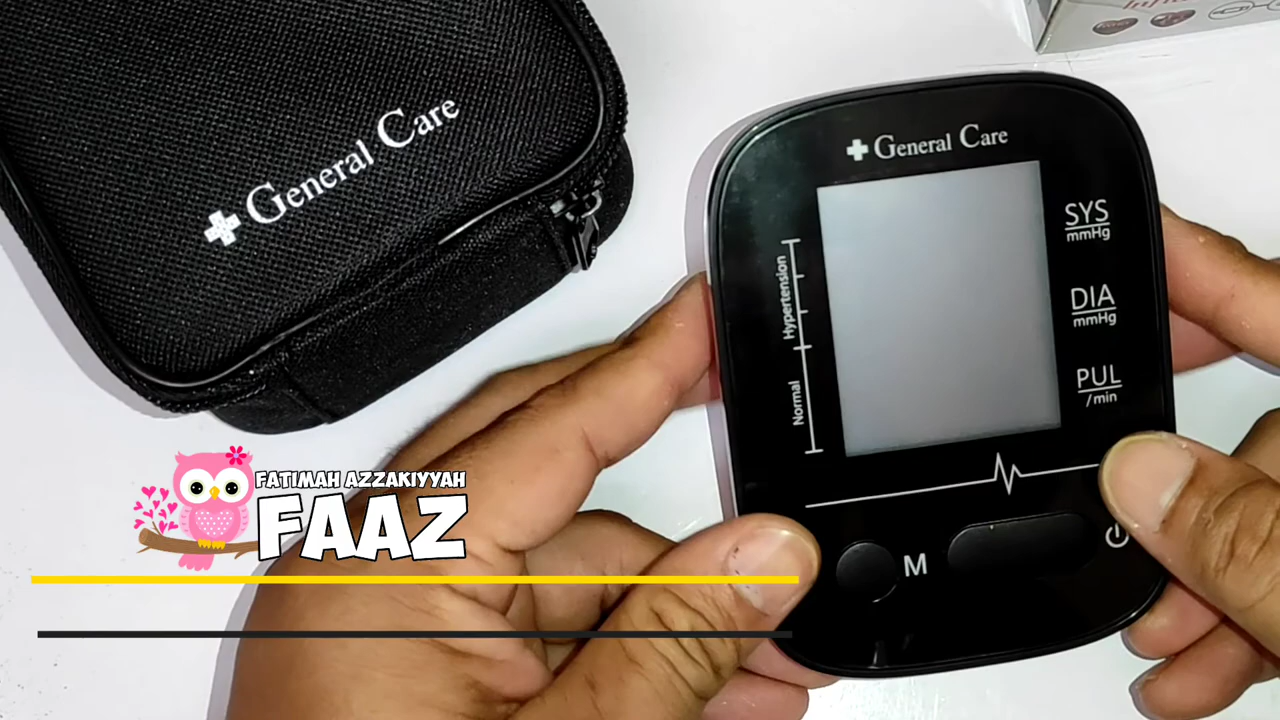 General Care
General Care
SYS
mmHg
DIA
mmHg
PUL
/min
Hypertension
Normal
M
FATIMAH AZZAKIYYAH
FAAZ